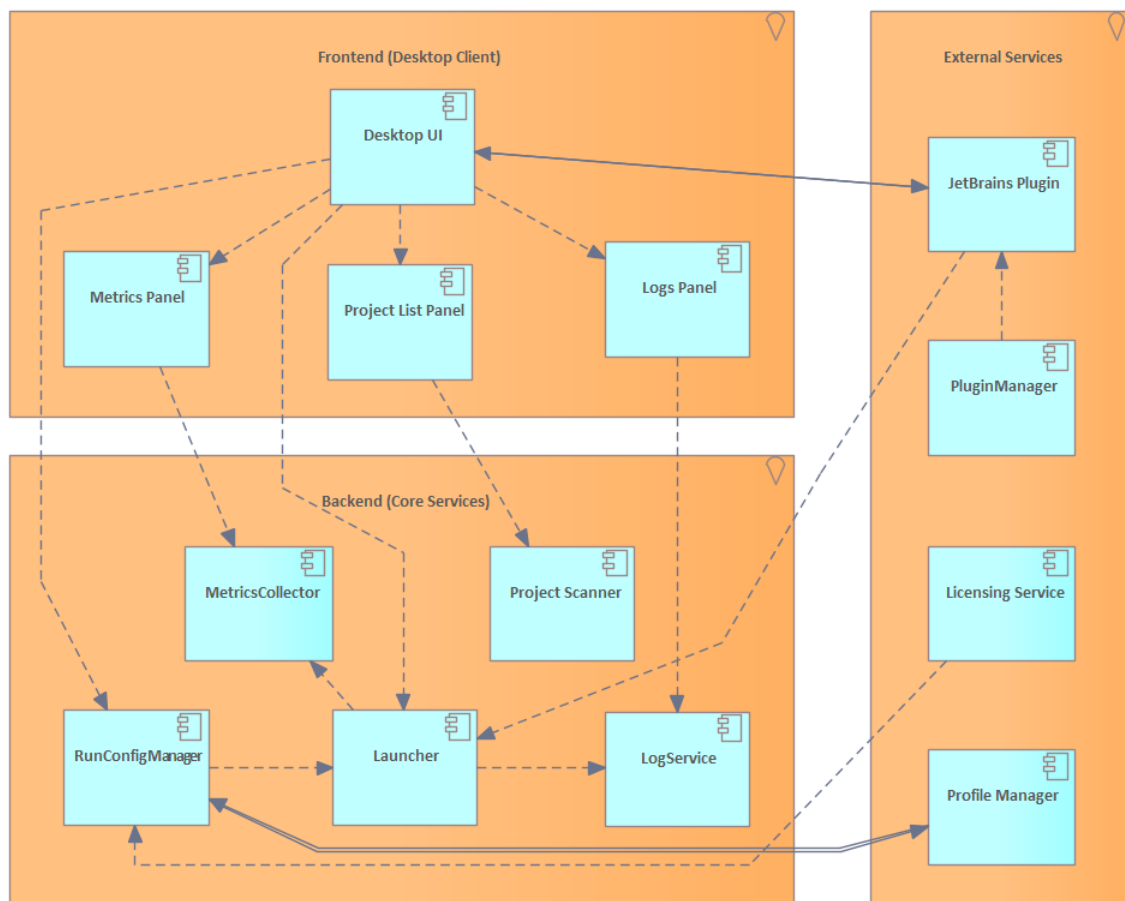 Frontend (Desktop Client)
External Services
Desktop UI
JetBrains Plugin
Metrics Panel
Project List Panel
Logs Panel
PluginManager
Backend (Core Services)
MetricsCollector
Project Scanner
Licensing Service
RunConfigManager
Launcher
LogService
Profile Manager